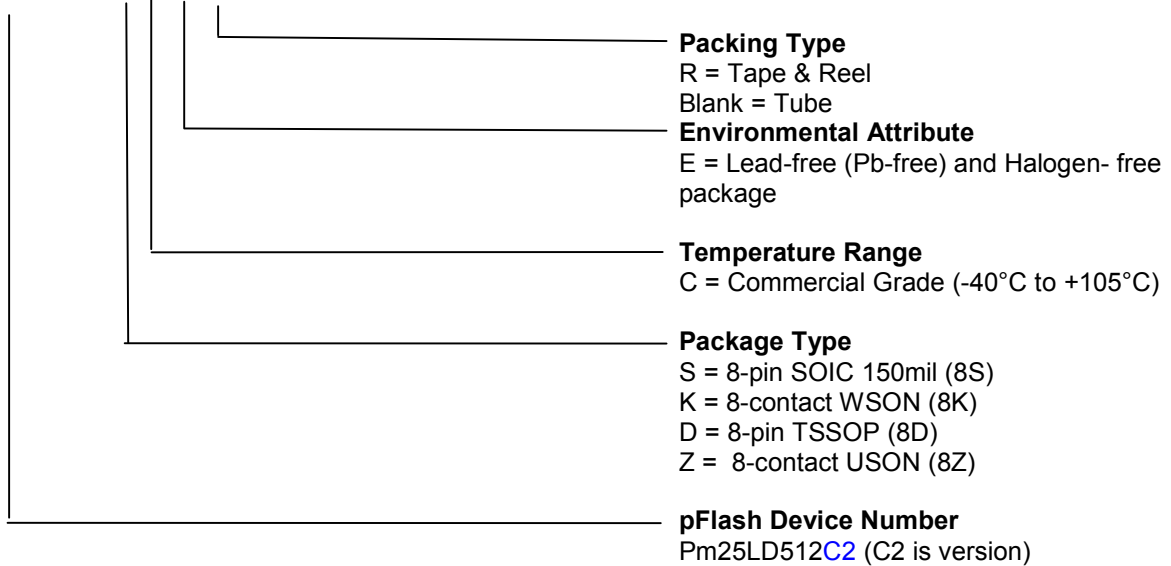 Packing Type
R = Tape & Reel
Blank = Tube
Environmental Attribute
E = Lead-free (Pb-free) and Halogen- free
package
Temperature Range
C = Commercial Grade (-40°C to +105°C)
Package Type
S = 8-pin SOIC 150mil (8S)
K = 8-contact WSON (8K)
D = 8-pin TSSOP (8D)
Z = 8-contact USON (8Z)
pFlash Device Number
Pm25LD512C2 (C2 is version)